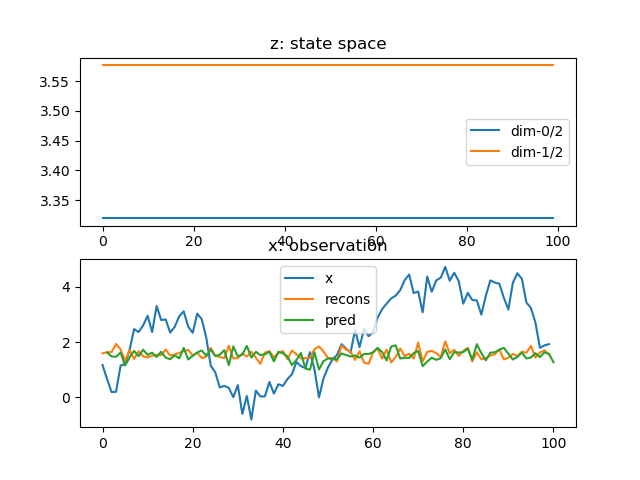 z: state space
3.55
3.50
3.45
3.40
3.35
dim-0/2
dim-1/2
0 20 40 60 80 100
x: observation
4
2
0
x
recons
pred
0 20 40 60 80 100